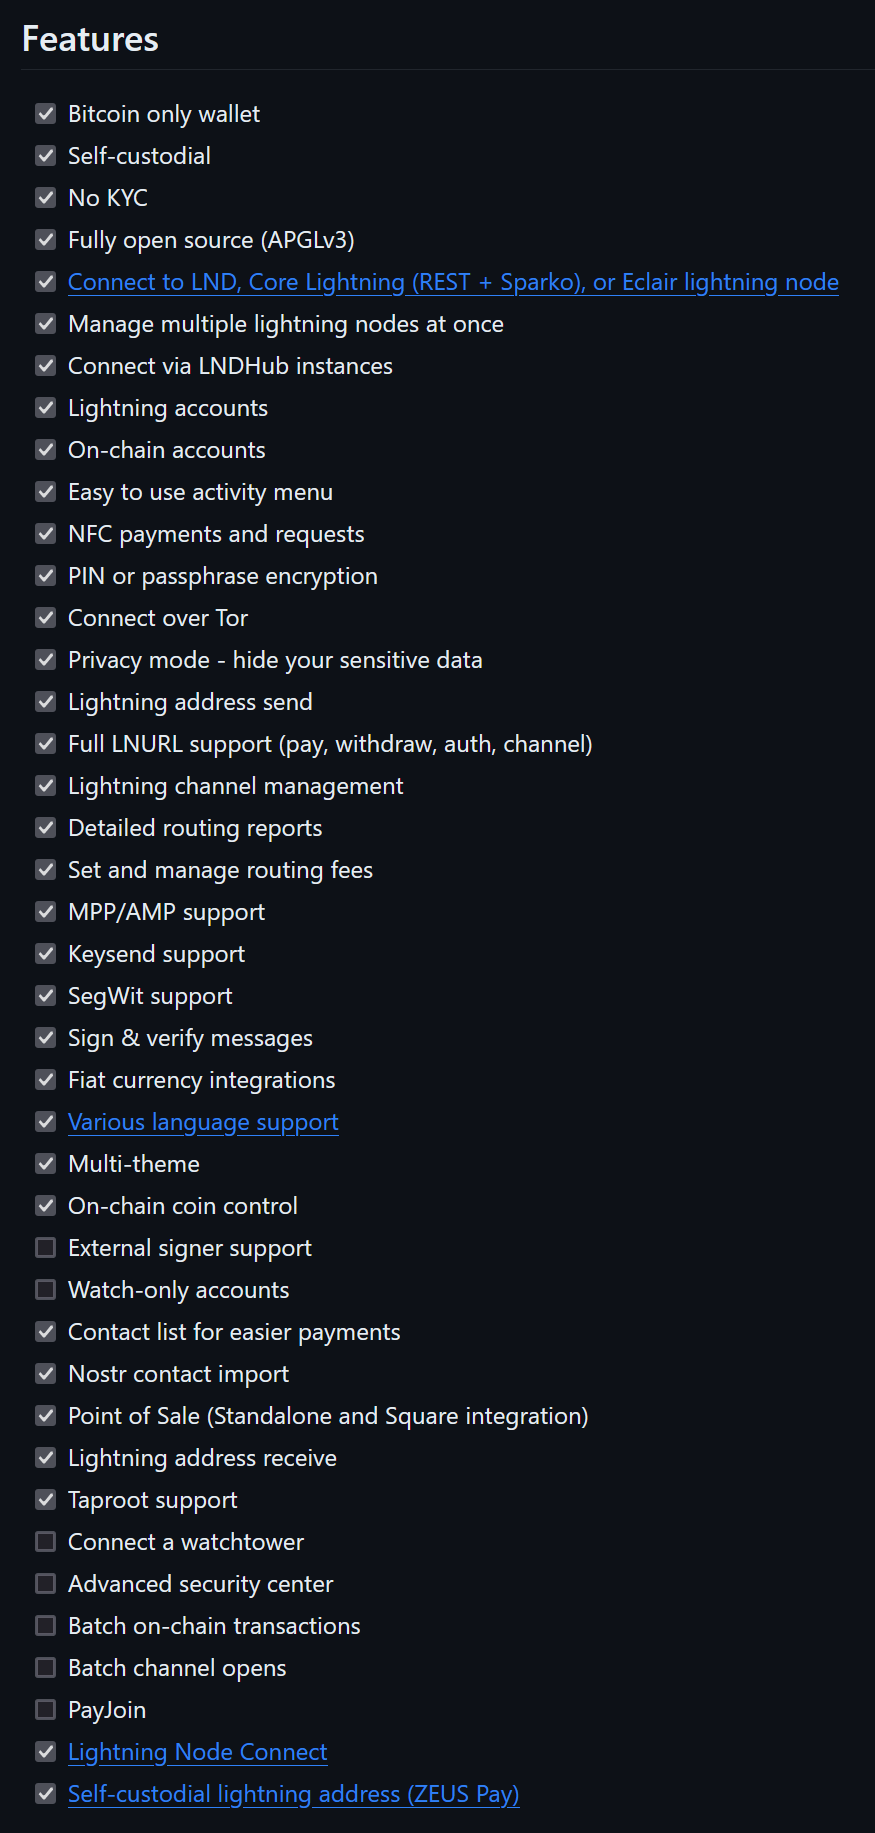 Features
Bitcoin only wallet
Self-custodial
No KYC
Fully open source (APGLv3)
Connect to LND, Core Lightning (REST + Sparko), or Eclair lightning node
Manage multiple lightning nodes at once
Connect via LNDHub instances
Lightning accounts
On-chain accounts
Easy to use activity menu
NFC payments and requests
PIN or passphrase encryption
Connect over Tor
Privacy mode - hide your sensitive data
Lightning address send
Full LNURL support (pay, withdraw, auth, channel)
Lightning channel management
Detailed routing reports
Set and manage routing fees
MPP/AMP support
Keysend support
SegWit support
Sign & verify messages
Fiat currency integrations
Various language support
Multi-theme
On-chain coin control
External signer support
Watch-only accounts
Contact list for easier payments
Nostr contact import
Point of Sale (Standalone and Square integration)
Lightning address receive
Taproot support
Connect a watchtower
Advanced security center
Batch on-chain transactions
Batch channel opens
PayJoin
Lightning Node Connect
Self-custodial lightning address (ZEUS Pay)